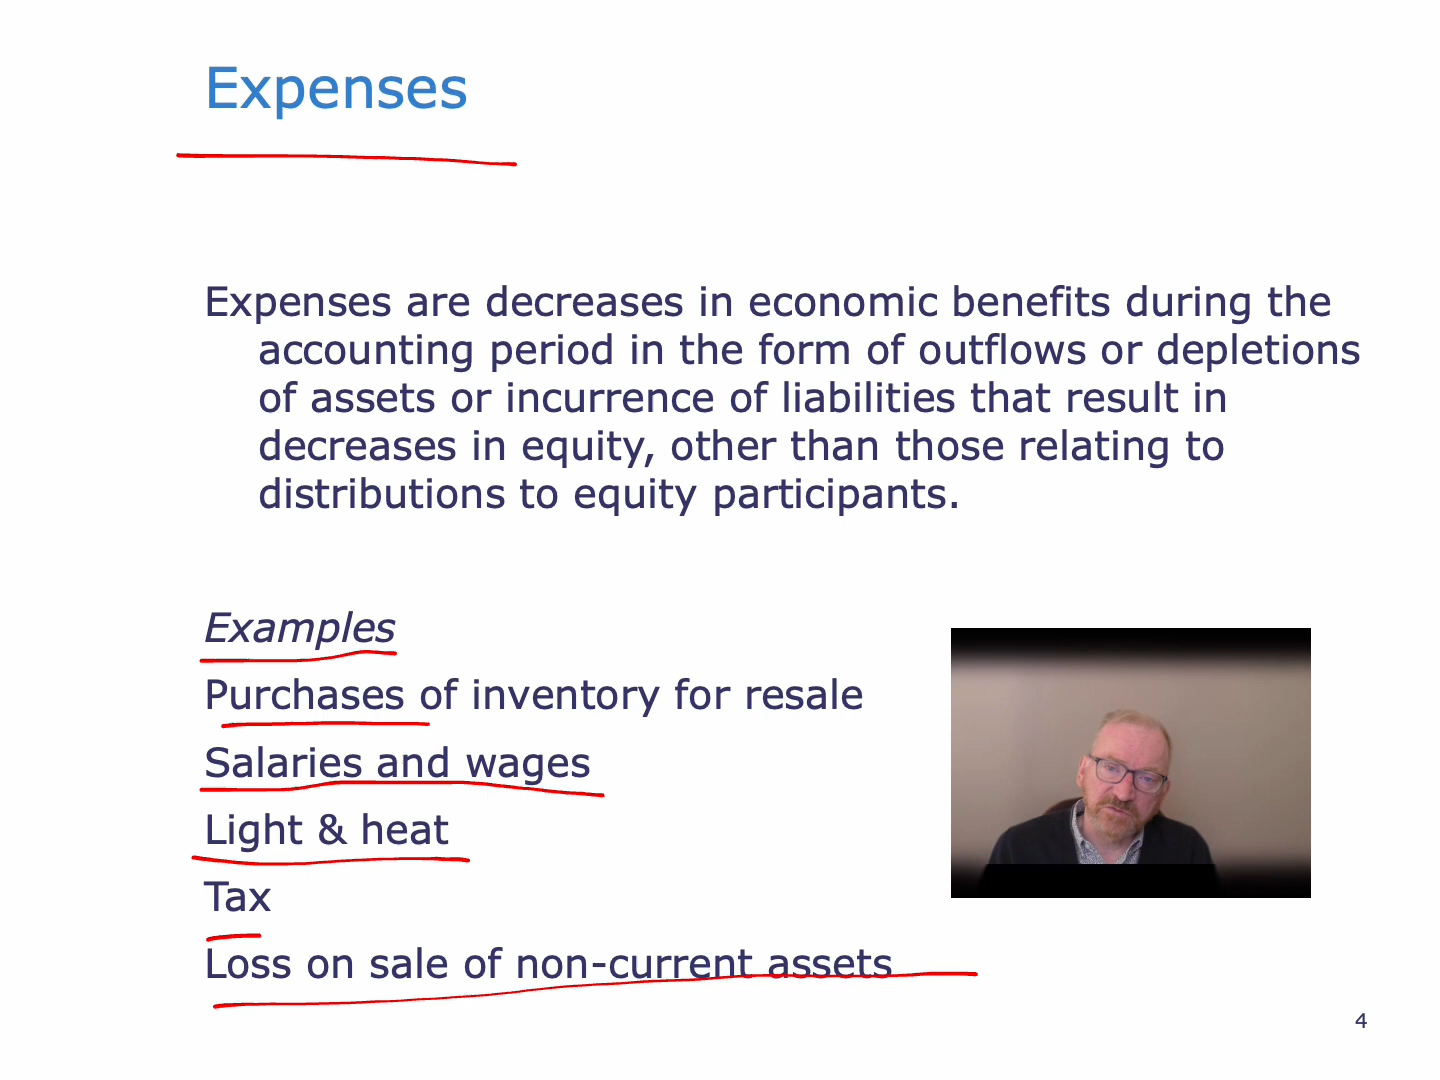 Expenses
Expenses are decreases in economic benefits during the
accounting period in the form of outflows or depletions
of assets or incurrence of liabilities that result in
decreases in equity, other than those relating to
distributions to equity participants.
Examples
Purchases of inventory for resale
Salaries and wages
Light & heat
Tax
Loss on sale of non-current assets
4